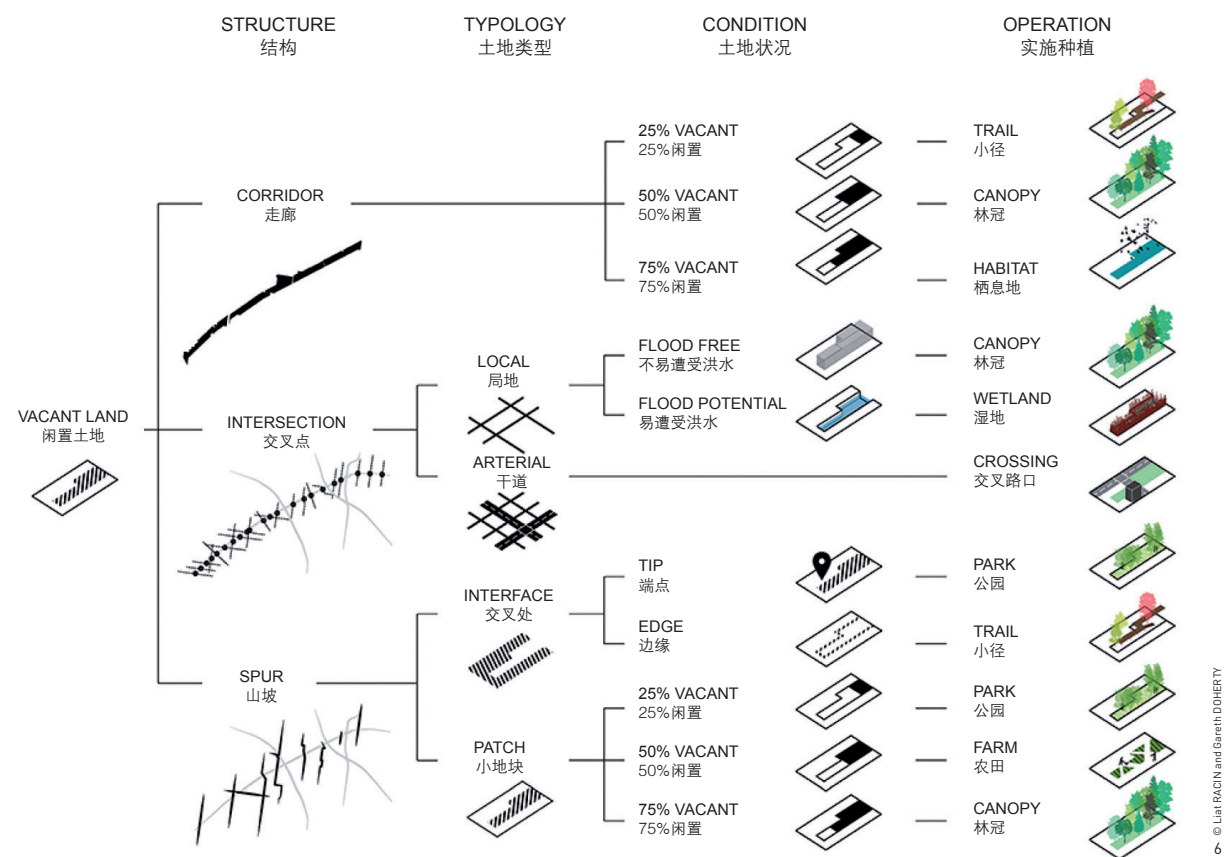 STRUCTURE
结构
TYPOLOGY
土地类型
CONDITION
土地状况
OPERATION
实施种植
VACANT LAND
闲置土地
CORRIDOR
走廊
25% VACANT
25%闲置
TRAIL
小径
50% VACANT
50%闲置
CANOPY
林冠
75% VACANT
75%闲置
HABITAT
栖息地
INTERSECTION
交叉点
LOCAL
局地
FLOOD FREE
不易遭受洪水
CANOPY
林冠
FLOOD POTENTIAL
易遭受洪水
WETLAND
湿地
ARTERIAL
干道
CROSSING
交叉路口
SPUR
山坡
INTERFACE
交叉处
TIP
端点
PARK
公园
EDGE
边缘
TRAIL
小径
PATCH
小地块
25% VACANT
25%闲置
PARK
公园
50% VACANT
50%闲置
FARM
农田
75% VACANT
75%闲置
CANOPY
林冠
6 © Liat RACIN and Gareth DOHERTY